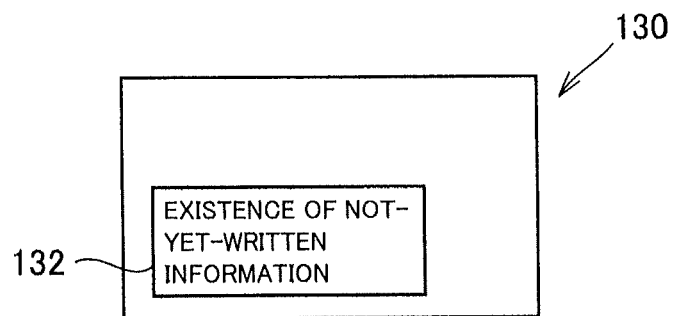 130
EXISTENCE OF NOT-
YET-WRITTEN
INFORMATION
132